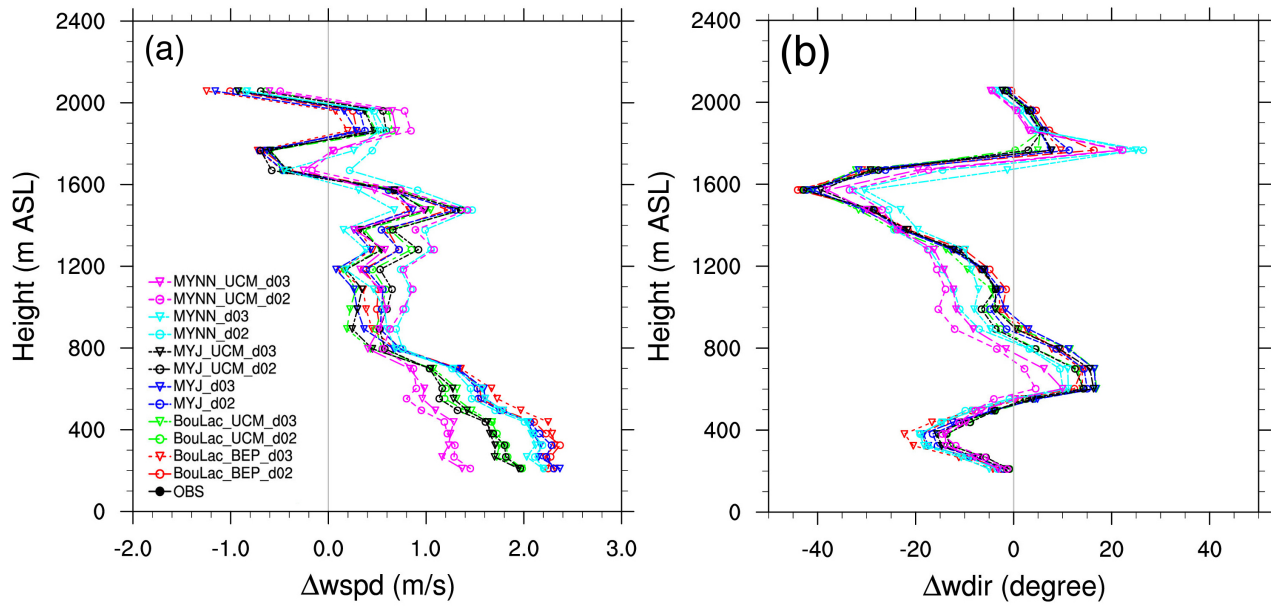 (a)
2400
2000
1600
1200
800
400
0
Height (m ASL)
MYNN_UCM_d03
MYNN_UCM_d02
MYNN_d03
MYNN_d02
MYJ_UCM_d03
MYJ_UCM_d02
MYJ_d03
MYJ_d02
BouLac_UCM_d03
BouLac_UCM_d02
BouLac_BEP_d03
BouLac_BEP_d02
OBS
-2.0 -1.0 0.0 1.0 2.0 3.0
Δwspd (m/s)
(b)
2400
2000
1600
1200
800
400
0
Height (m ASL)
-40 -20 0 20 40
Δwdir (degree)